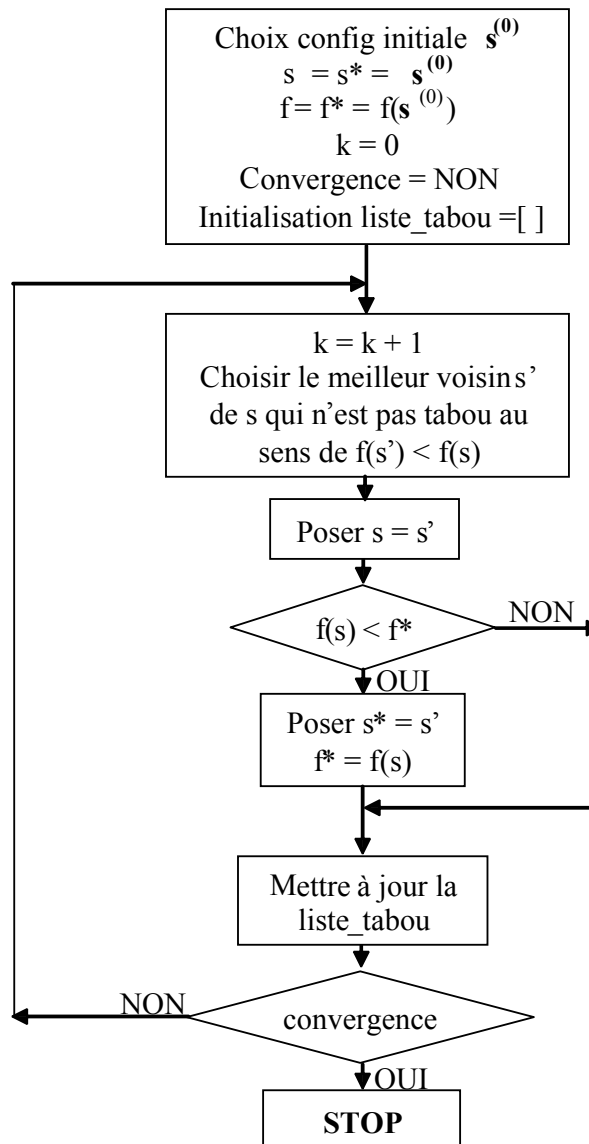 Choix config initiale s⁽⁰⁾
s = s* = s⁽⁰⁾
f = f* = f(s⁽⁰⁾)
k = 0
Convergence = NON
Initialisation liste_tabou =[ ]
k = k + 1
Choisir le meilleur voisin s’
de s qui n’est pas tabou au
sens de f(s’) < f(s)
Poser s = s’
f(s) < f*
NON
OUI
Poser s* = s’
f* = f(s)
Mettre à jour la
liste_tabou
NON
convergence
OUI
STOP